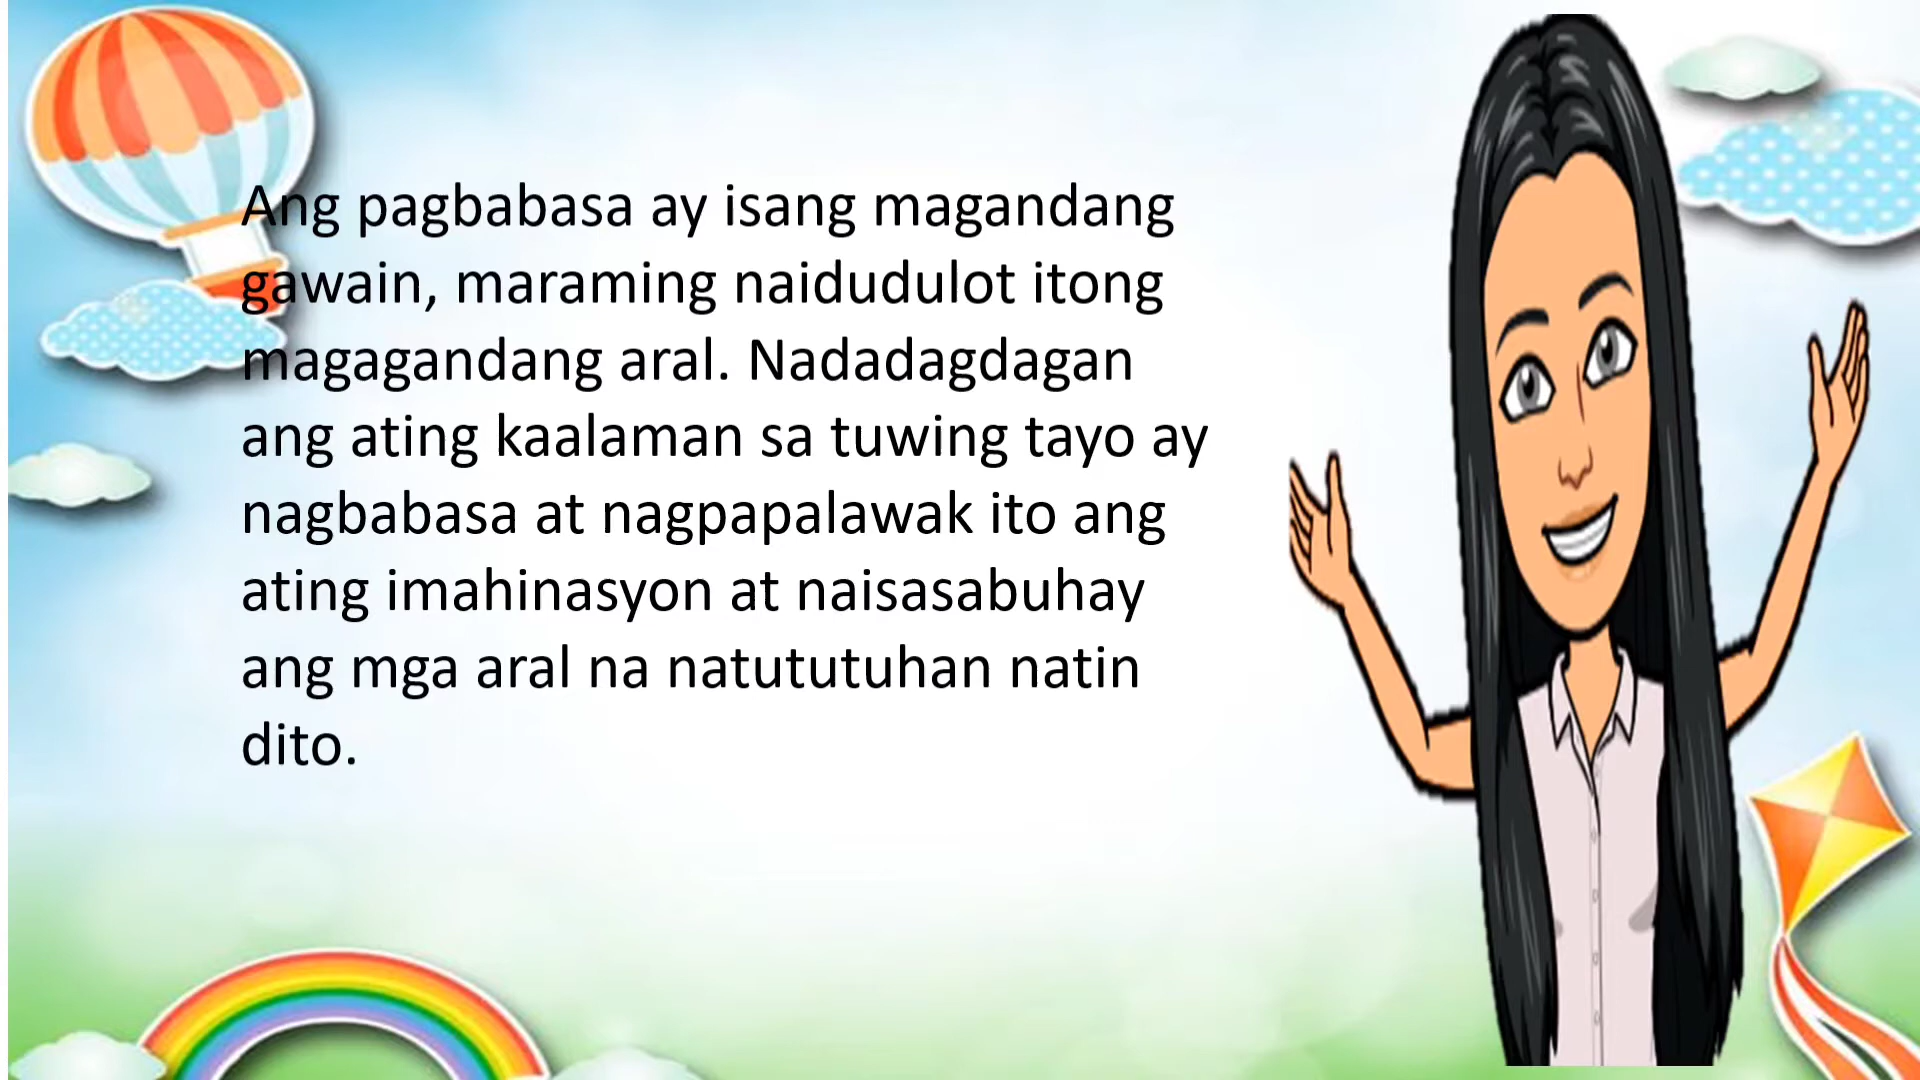 Ang pagbabasa ay isang magandang
gawain, maraming naidudulot itong
magagandang aral. Nadadagdagan
ang ating kaalaman sa tuwing tayo ay
nagbabasa at nagpapalawak ito ang
ating imahinasyon at naisasabuhay
ang mga aral na natututuhan natin
dito.